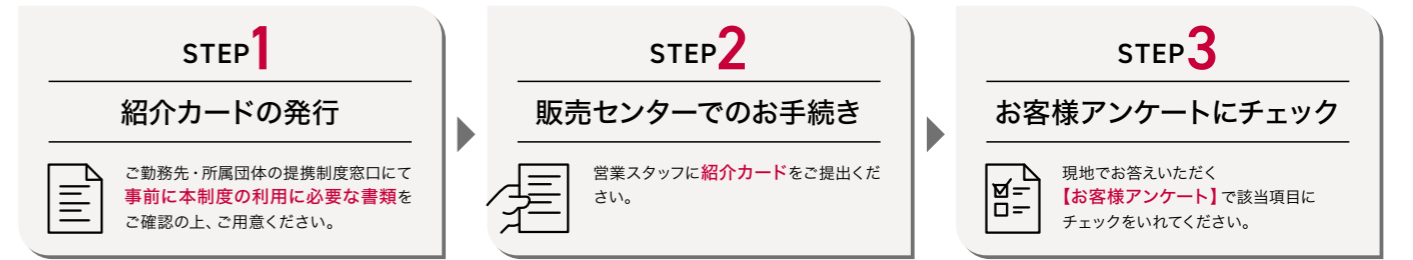 STEP1
紹介カードの発行
ご勤務先・所属団体の提携制度窓口にて
事前に本制度の利用に必要な書類を
ご確認の上、ご用意ください。
STEP2
販売センターでのお手続き
営業スタッフに紹介カードをご提出くだ
さい。
STEP3
お客様アンケートにチェック
現地でお答えいただく
【お客様アンケート】で該当項目に
チェックをいれてください。